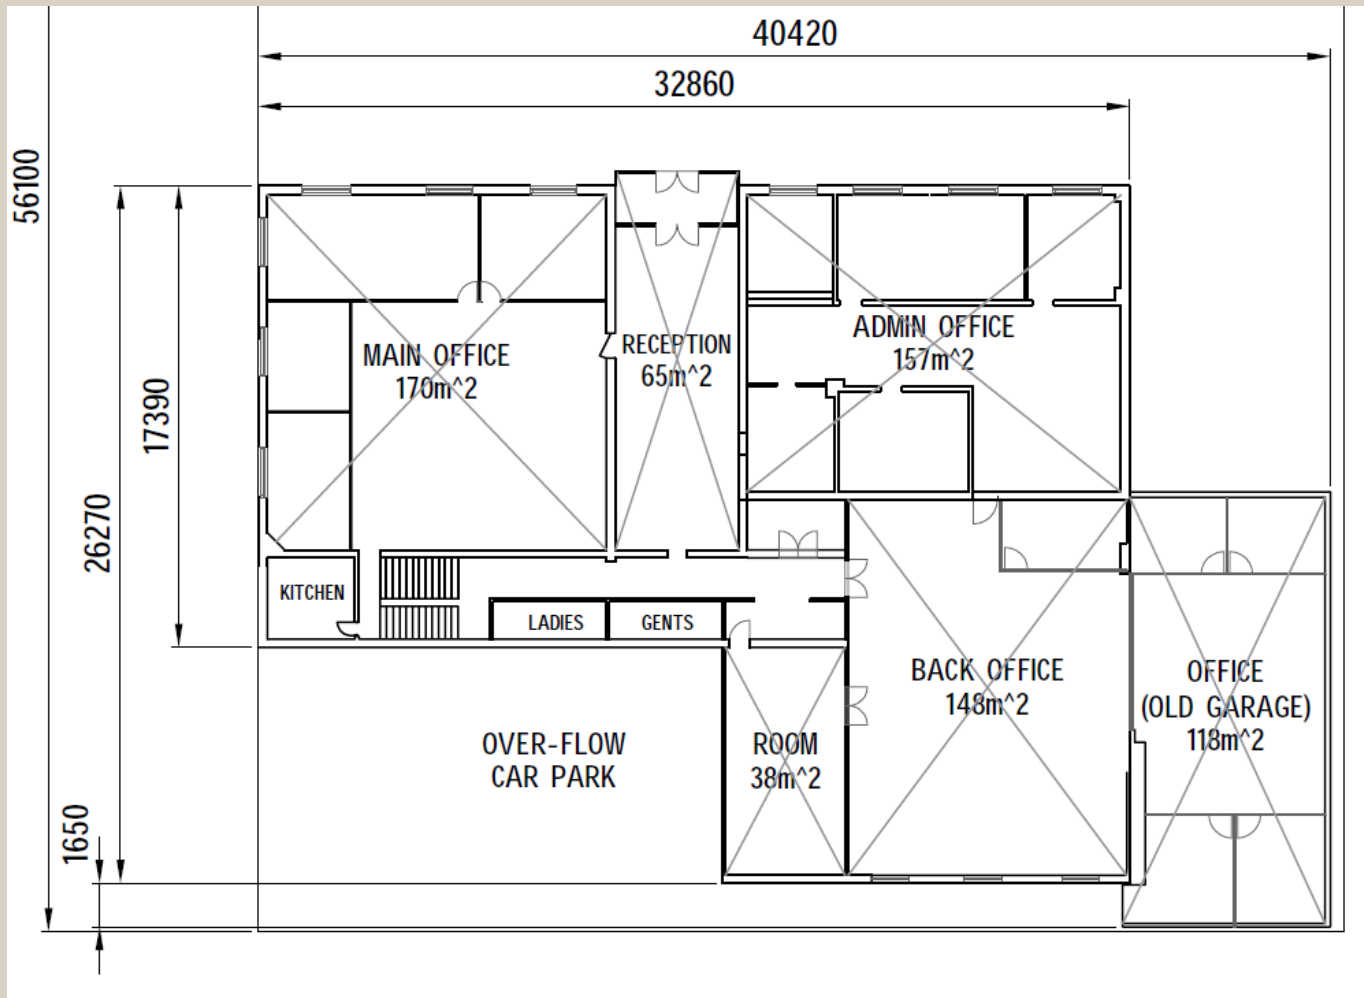 40420
32860
56100
17390
26270
1650
MAIN OFFICE
170m^2
RECEPTION
65m^2
ADMIN OFFICE
157m^2
KITCHEN
LADIES
GENTS
BACK OFFICE
148m^2
OFFICE
(OLD GARAGE)
118m^2
ROOM
38m^2
OVER-FLOW
CAR PARK